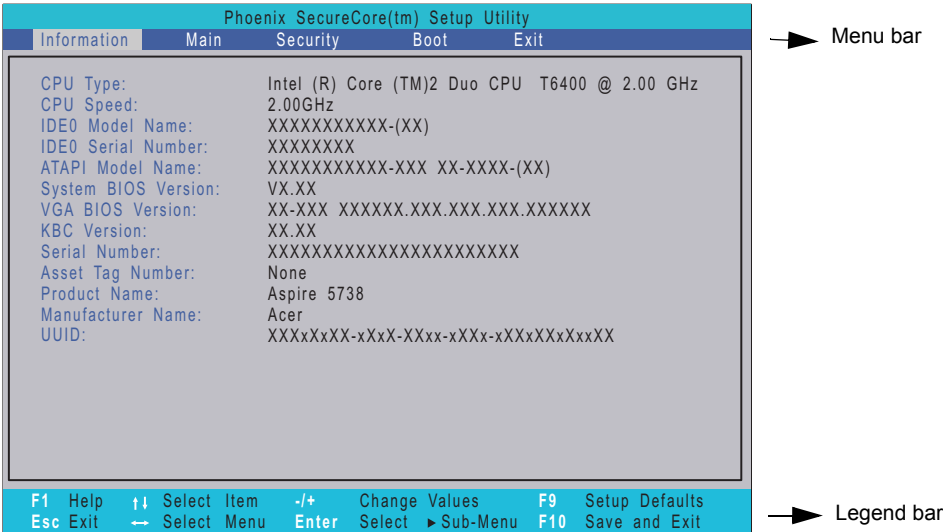 Phoenix SecureCore(tm) Setup Utility
Information Main Security Boot Exit
Menu bar
CPU Type: Intel (R) Core (TM)2 Duo CPU T6400 @ 2.00 GHz
CPU Speed: 2.00GHz
IDE0 Model Name: XXXXXXXXXXX-(XX)
IDE0 Serial Number: XXXXXXXX
ATAPI Model Name: XXXXXXXXXXX-XXX XX-XXXX-(XX)
System BIOS Version: VX.XX
VGA BIOS Version: XX-XXX XXXXXX.XXX.XXX.XXX.XXXXXX
KBC Version: XX.XX
Serial Number: XXXXXXXXXXXXXXXXXXXXXXX
Asset Tag Number: None
Product Name: Aspire 5738
Manufacturer Name: Acer
UUID: XXXxXxXX-xXxX-XXxx-xXXx-xXXxXXxXxxXX
F1 Help ↑↓ Select Item -/+ Change Values F9 Setup Defaults
Esc Exit ↔ Select Menu Enter Select ▶Sub-Menu F10 Save and Exit
Legend bar